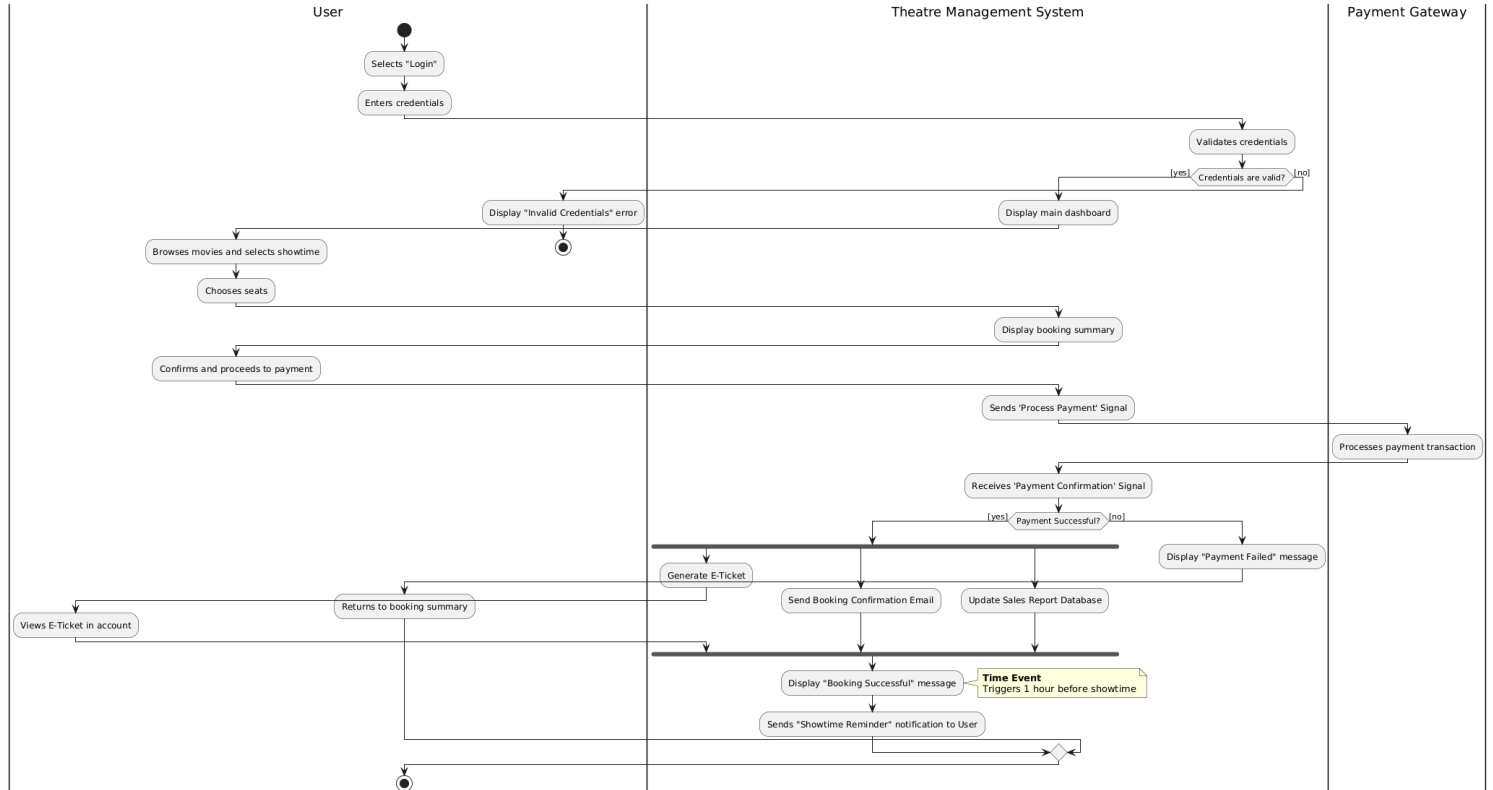 User
Theatre Management System
Payment Gateway
Selects "Login"
Enters credentials
Validates credentials
[yes]
Credentials are valid?
[no]
Display "Invalid Credentials" error
Display main dashboard
Browses movies and selects showtime
Chooses seats
Display booking summary
Confirms and proceeds to payment
Sends 'Process Payment' Signal
Processes payment transaction
Receives 'Payment Confirmation' Signal
[yes]
Payment Successful?
[no]
Display "Payment Failed" message
Generate E-Ticket
Send Booking Confirmation Email
Update Sales Report Database
Returns to booking summary
Views E-Ticket in account
Display "Booking Successful" message
Time Event
Triggers 1 hour before showtime
Sends "Showtime Reminder" notification to User